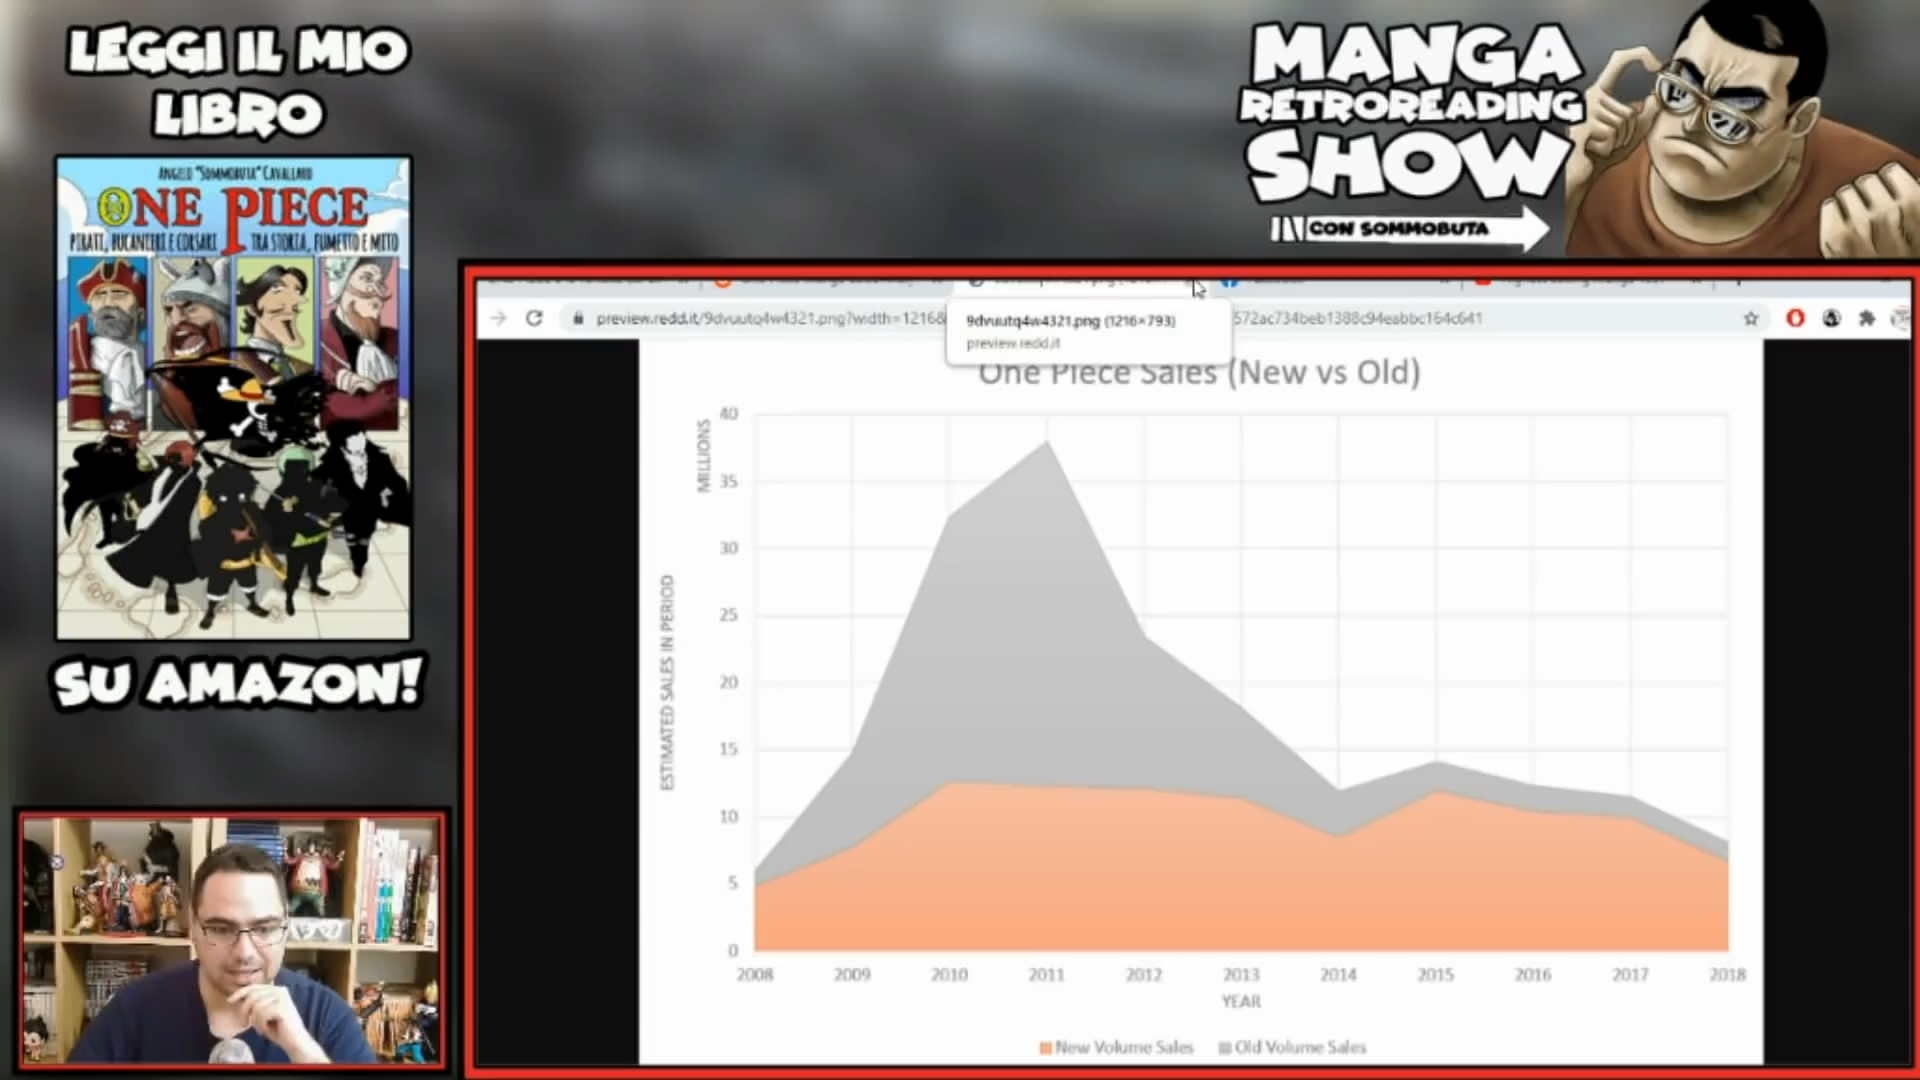 LEGGI IL MIO
LIBRO
ANGELO "SOMMOBUTA" CAVALLARO
ONE PIECE
PIRATI, BUCANIERI E CORSARI TRA STORIA, FUMETTO E MITO
SU AMAZON!
MANGA
RETROREADING
SHOW
CON SOMMOBUTA
9dvuutq4w4321.png (1216×793)
preview.redd.it
One Piece Sales (New vs Old)
MILLIONS
ESTIMATED SALES IN PERIOD
40
35
30
25
20
15
10
5
0
2008 2009 2010 2011 2012 2013 2014 2015 2016 2017 2018
YEAR
New Volume Sales Old Volume Sales